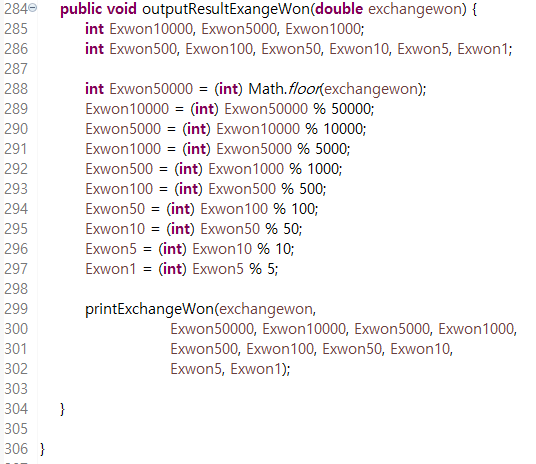 284 public void outputResultExangeWon(double exchangewon) {
285 int Exwon10000, Exwon5000, Exwon1000;
286 int Exwon500, Exwon100, Exwon50, Exwon10, Exwon5, Exwon1;
287
288 int Exwon50000 = (int) Math.floor(exchangewon);
289 Exwon10000 = (int) Exwon50000 % 50000;
290 Exwon5000 = (int) Exwon10000 % 10000;
291 Exwon1000 = (int) Exwon5000 % 5000;
292 Exwon500 = (int) Exwon1000 % 1000;
293 Exwon100 = (int) Exwon500 % 500;
294 Exwon50 = (int) Exwon100 % 100;
295 Exwon10 = (int) Exwon50 % 50;
296 Exwon5 = (int) Exwon10 % 10;
297 Exwon1 = (int) Exwon5 % 5;
298
299 printExchangeWon(exchangewon,
300 Exwon50000, Exwon10000, Exwon5000, Exwon1000,
301 Exwon500, Exwon100, Exwon50, Exwon10,
302 Exwon5, Exwon1);
303
304 }
305
306 }